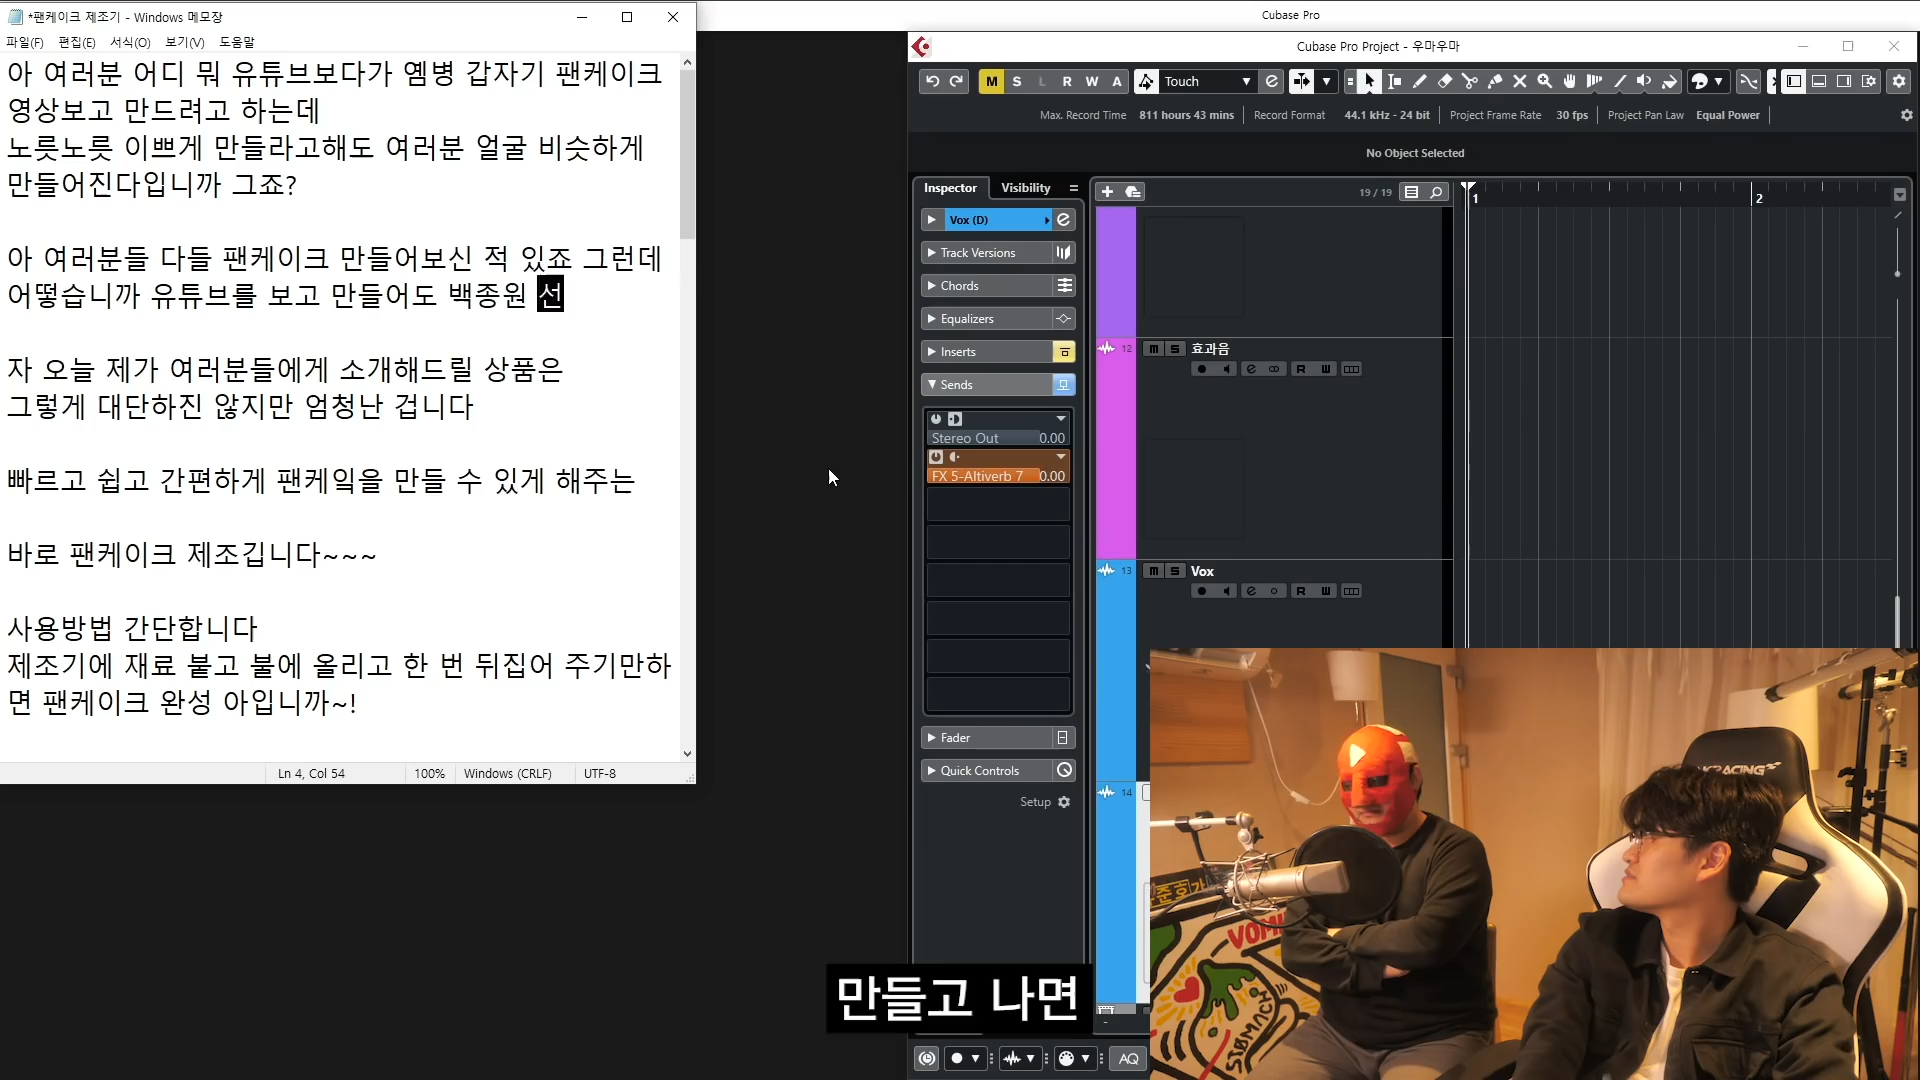 *팬케이크 제조기 - Windows 메모장
파일(F) 편집(E) 서식(O) 보기(V) 도움말
아 여러분 어디 뭐 유튜브보다가 옘병 갑자기 팬케이크
영상보고 만드려고 하는데
노릇노릇 이쁘게 만들라고해도 여러분 얼굴 비슷하게
만들어진다입니까 그죠?
아 여러분들 다들 팬케이크 만들어보신 적 있죠 그런데
어떻습니까 유튜브를 보고 만들어도 백종원 선
자 오늘 제가 여러분들에게 소개해드릴 상품은
그렇게 대단하진 않지만 엄청난 겁니다
빠르고 쉽고 간편하게 팬케잌을 만들 수 있게 해주는
바로 팬케이크 제조깁니다~~~
사용방법 간단합니다
제조기에 재료 붙고 불에 올리고 한 번 뒤집어 주기만하
면 팬케이크 완성 아입니까~!
Ln 4, Col 54 100% Windows (CRLF) UTF-8
Cubase Pro
Cubase Pro Project - 우마우마
M S L R W A Touch
Max. Record Time 811 hours 43 mins Record Format 44.1 kHz - 24 bit Project Frame Rate 30 fps Project Pan Law Equal Power
No Object Selected
Inspector Visibility
Vox (D)
Track Versions
Chords
Equalizers
Inserts
Sends
Stereo Out 0.00
FX 5-Altiverb 7 0.00
Fader
Quick Controls
Setup
19 / 19
1 2
12 m s 효과음
R W
13 m s Vox
R W
14
AQ
만들고 나면
AKRACING
준호가
VOMI
STOMACH